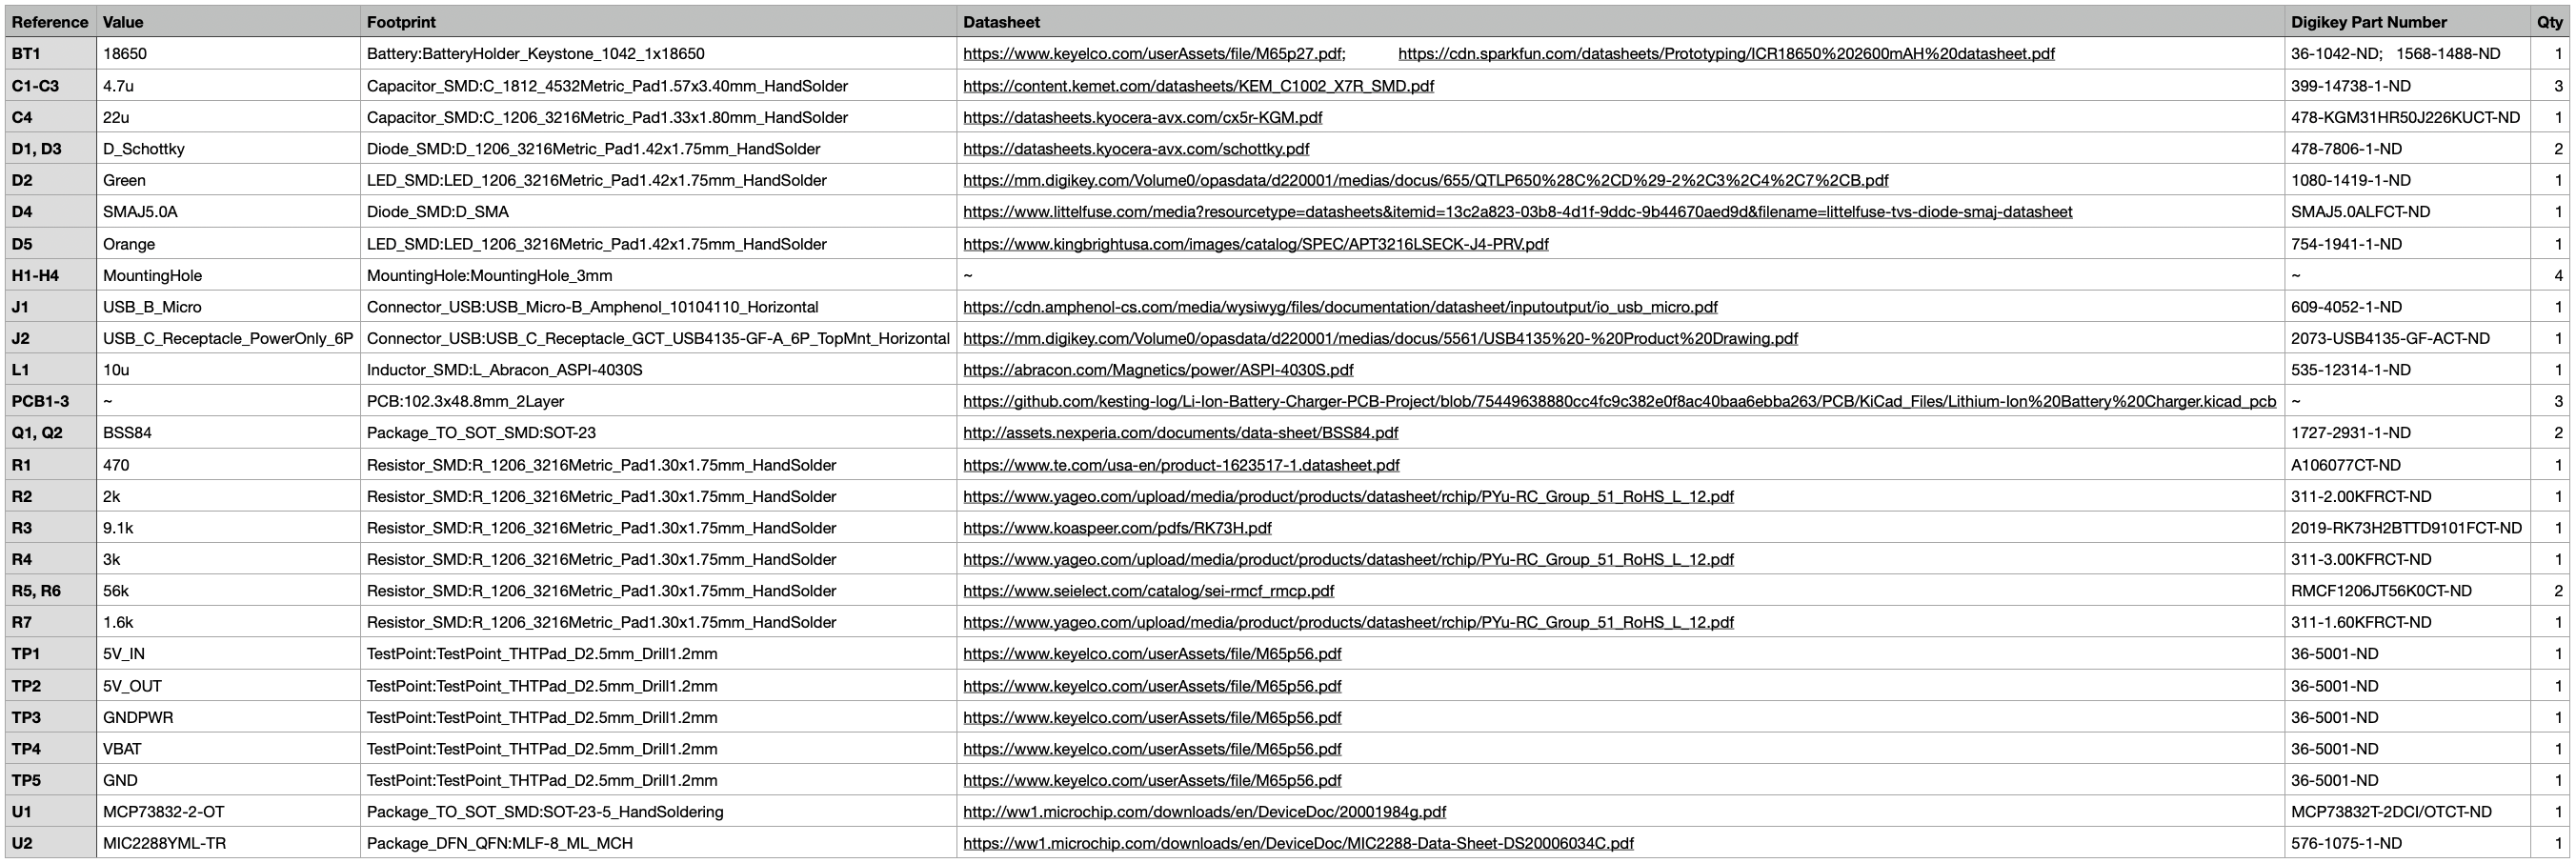 Reference Value Footprint Datasheet Digikey Part Number Qty
BT1 18650 Battery:BatteryHolder_Keystone_1042_1x18650 https://www.keyelco.com/userAssets/file/M65p27.pdf; https://cdn.sparkfun.com/datasheets/Prototyping/ICR18650%202600mAH%20datasheet.pdf 36-1042-ND; 1568-1488-ND 1
C1-C3 4.7u Capacitor_SMD:C_1812_4532Metric_Pad1.57x3.40mm_HandSolder https://content.kemet.com/datasheets/KEM_C1002_X7R_SMD.pdf 399-14738-1-ND 3
C4 22u Capacitor_SMD:C_1206_3216Metric_Pad1.33x1.80mm_HandSolder https://datasheets.kyocera-avx.com/cx5r-KGM.pdf 478-KGM31HR50J226KUCT-ND 1
D1, D3 D_Schottky Diode_SMD:D_1206_3216Metric_Pad1.42x1.75mm_HandSolder https://datasheets.kyocera-avx.com/schottky.pdf 478-7806-1-ND 2
D2 Green LED_SMD:LED_1206_3216Metric_Pad1.42x1.75mm_HandSolder https://mm.digikey.com/Volume0/opasdata/d220001/medias/docus/655/QTLP650%28C%2CD%29-2%2C3%2C4%2C7%2CB.pdf 1080-1419-1-ND 1
D4 SMAJ5.0A Diode_SMD:D_SMA https://www.littelfuse.com/media?resourcetype=datasheets&itemid=13c2a823-03b8-4d1f-9ddc-9b44670aed9d&filename=littelfuse-tvs-diode-smaj-datasheet SMAJ5.0ALFCT-ND 1
D5 Orange LED_SMD:LED_1206_3216Metric_Pad1.42x1.75mm_HandSolder https://www.kingbrightusa.com/images/catalog/SPEC/APT3216LSECK-J4-PRV.pdf 754-1941-1-ND 1
H1-H4 MountingHole MountingHole:MountingHole_3mm ~ ~ 4
J1 USB_B_Micro Connector_USB:USB_Micro-B_Amphenol_10104110_Horizontal https://cdn.amphenol-cs.com/media/wysiwyg/files/documentation/datasheet/inputoutput/io_usb_micro.pdf 609-4052-1-ND 1
J2 USB_C_Receptacle_PowerOnly_6P Connector_USB:USB_C_Receptacle_GCT_USB4135-GF-A_6P_TopMnt_Horizontal https://mm.digikey.com/Volume0/opasdata/d220001/medias/docus/5561/USB4135%20-%20Product%20Drawing.pdf 2073-USB4135-GF-ACT-ND 1
L1 10u Inductor_SMD:L_Abracon_ASPI-4030S https://abracon.com/Magnetics/power/ASPI-4030S.pdf 535-12314-1-ND 1
PCB1-3 ~ PCB:102.3x48.8mm_2Layer https://github.com/kesting-log/Li-Ion-Battery-Charger-PCB-Project/blob/75449638880cc4fc9c382e0f8ac40baa6ebba263/PCB/KiCad_Files/Lithium-Ion%20Battery%20Charger.kicad_pcb ~ 3
Q1, Q2 BSS84 Package_TO_SOT_SMD:SOT-23 http://assets.nexperia.com/documents/data-sheet/BSS84.pdf 1727-2931-1-ND 2
R1 470 Resistor_SMD:R_1206_3216Metric_Pad1.30x1.75mm_HandSolder https://www.te.com/usa-en/product-1623517-1.datasheet.pdf A106077CT-ND 1
R2 2k Resistor_SMD:R_1206_3216Metric_Pad1.30x1.75mm_HandSolder https://www.yageo.com/upload/media/product/products/datasheet/rchip/PYu-RC_Group_51_RoHS_L_12.pdf 311-2.00KFRCT-ND 1
R3 9.1k Resistor_SMD:R_1206_3216Metric_Pad1.30x1.75mm_HandSolder https://www.koaspeer.com/pdfs/RK73H.pdf 2019-RK73H2BTTD9101FCT-ND 1
R4 3k Resistor_SMD:R_1206_3216Metric_Pad1.30x1.75mm_HandSolder https://www.yageo.com/upload/media/product/products/datasheet/rchip/PYu-RC_Group_51_RoHS_L_12.pdf 311-3.00KFRCT-ND 1
R5, R6 56k Resistor_SMD:R_1206_3216Metric_Pad1.30x1.75mm_HandSolder https://www.seielect.com/catalog/sei-rmcf_rmcp.pdf RMCF1206JT56K0CT-ND 2
R7 1.6k Resistor_SMD:R_1206_3216Metric_Pad1.30x1.75mm_HandSolder https://www.yageo.com/upload/media/product/products/datasheet/rchip/PYu-RC_Group_51_RoHS_L_12.pdf 311-1.60KFRCT-ND 1
TP1 5V_IN TestPoint:TestPoint_THTPad_D2.5mm_Drill1.2mm https://www.keyelco.com/userAssets/file/M65p56.pdf 36-5001-ND 1
TP2 5V_OUT TestPoint:TestPoint_THTPad_D2.5mm_Drill1.2mm https://www.keyelco.com/userAssets/file/M65p56.pdf 36-5001-ND 1
TP3 GNDPWR TestPoint:TestPoint_THTPad_D2.5mm_Drill1.2mm https://www.keyelco.com/userAssets/file/M65p56.pdf 36-5001-ND 1
TP4 VBAT TestPoint:TestPoint_THTPad_D2.5mm_Drill1.2mm https://www.keyelco.com/userAssets/file/M65p56.pdf 36-5001-ND 1
TP5 GND TestPoint:TestPoint_THTPad_D2.5mm_Drill1.2mm https://www.keyelco.com/userAssets/file/M65p56.pdf 36-5001-ND 1
U1 MCP73832-2-OT Package_TO_SOT_SMD:SOT-23-5_HandSoldering http://ww1.microchip.com/downloads/en/DeviceDoc/20001984g.pdf MCP73832T-2DCI/OTCT-ND 1
U2 MIC2288YML-TR Package_DFN_QFN:MLF-8_ML_MCH https://ww1.microchip.com/downloads/en/DeviceDoc/MIC2288-Data-Sheet-DS20006034C.pdf 576-1075-1-ND 1